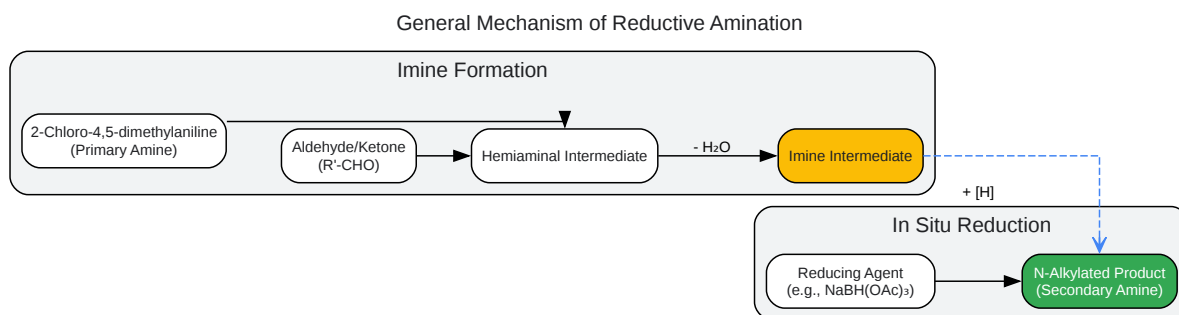 General Mechanism of Reductive Amination
Imine Formation
2-Chloro-4,5-dimethylaniline
(Primary Amine)
Aldehyde/Ketone
(R'-CHO)
Hemiaminal Intermediate
- H₂O
Imine Intermediate
+ [H]
In Situ Reduction
Reducing Agent
(e.g., NaBH(OAc)₃)
N-Alkylated Product
(Secondary Amine)